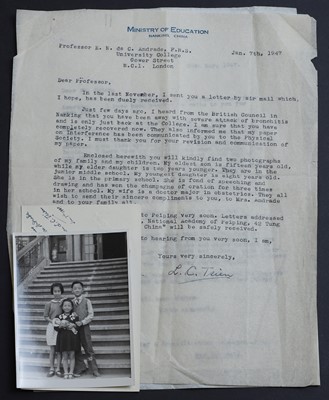 MINISTRY OF EDUCATION
NANKING, CHINA
Professor E. N. da C. Andrade, F.R.S. Jan. 7th, 1947
University College
Gower Street
W.C.I. London
Dear Professor,
In the last November, I send you a letter by air mail which
I hope, has been duely received.
Just few days ago, I heard from the British Council in
Nanking that you have been away with severe attack of bronchitis
and is only just back at the College. I am sure that you have
completely recovered now. They also informed me that my paper
on Interference has been communicated by you to the Physical
Society. I must thank you for your revision and communication of
my paper.
Enclosed herewith you will kindly find two photographs
of my family and my children. My eldest son is fifteen years old,
while my elder daughter is two years younger. They are in the
junior middle school. My youngest daughter is eight years old.
She is in the primary school. She is fond of speeching and
drawing and has won the champange of oration for three times
in her school. My wife is a doctor major in obstetrics. They all
wish to send their sincere compliments to you, to Mrs. Andrade
and to your family
to Peiping very soon. Letters addressed
National Academy of Peiping, 42 Tung
China" will be safely received.
to hearing from you very soon, I am,
Yours very sincerely,